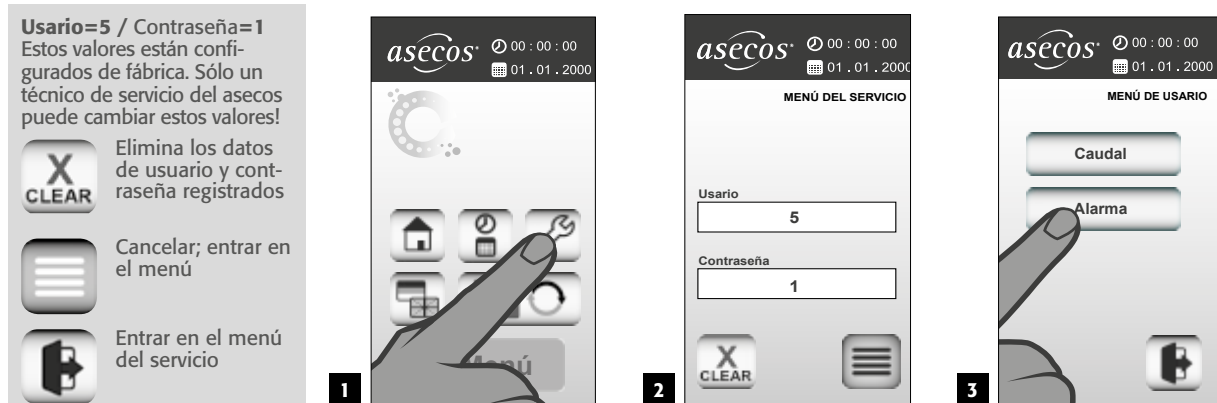 Usario=5 / Contraseña=1
Estos valores están confi-
gurados de fábrica. Sólo un
técnico de servicio del asecos
puede cambiar estos valores!
X
CLEAR
Elimina los datos
de usuario y cont-
raseña registrados
Cancelar; entrar en
el menú
Entrar en el menú
del servicio
asecos
00 : 00 : 00
01 . 01 . 2000
Menú
1
asecos
00 : 00 : 00
01 . 01 . 2000
MENÚ DEL SERVICIO
Usario
5
Contraseña
1
X
CLEAR
2
asecos
00 : 00 : 00
01 . 01 . 2000
MENÚ DE USARIO
Caudal
Alarma
3